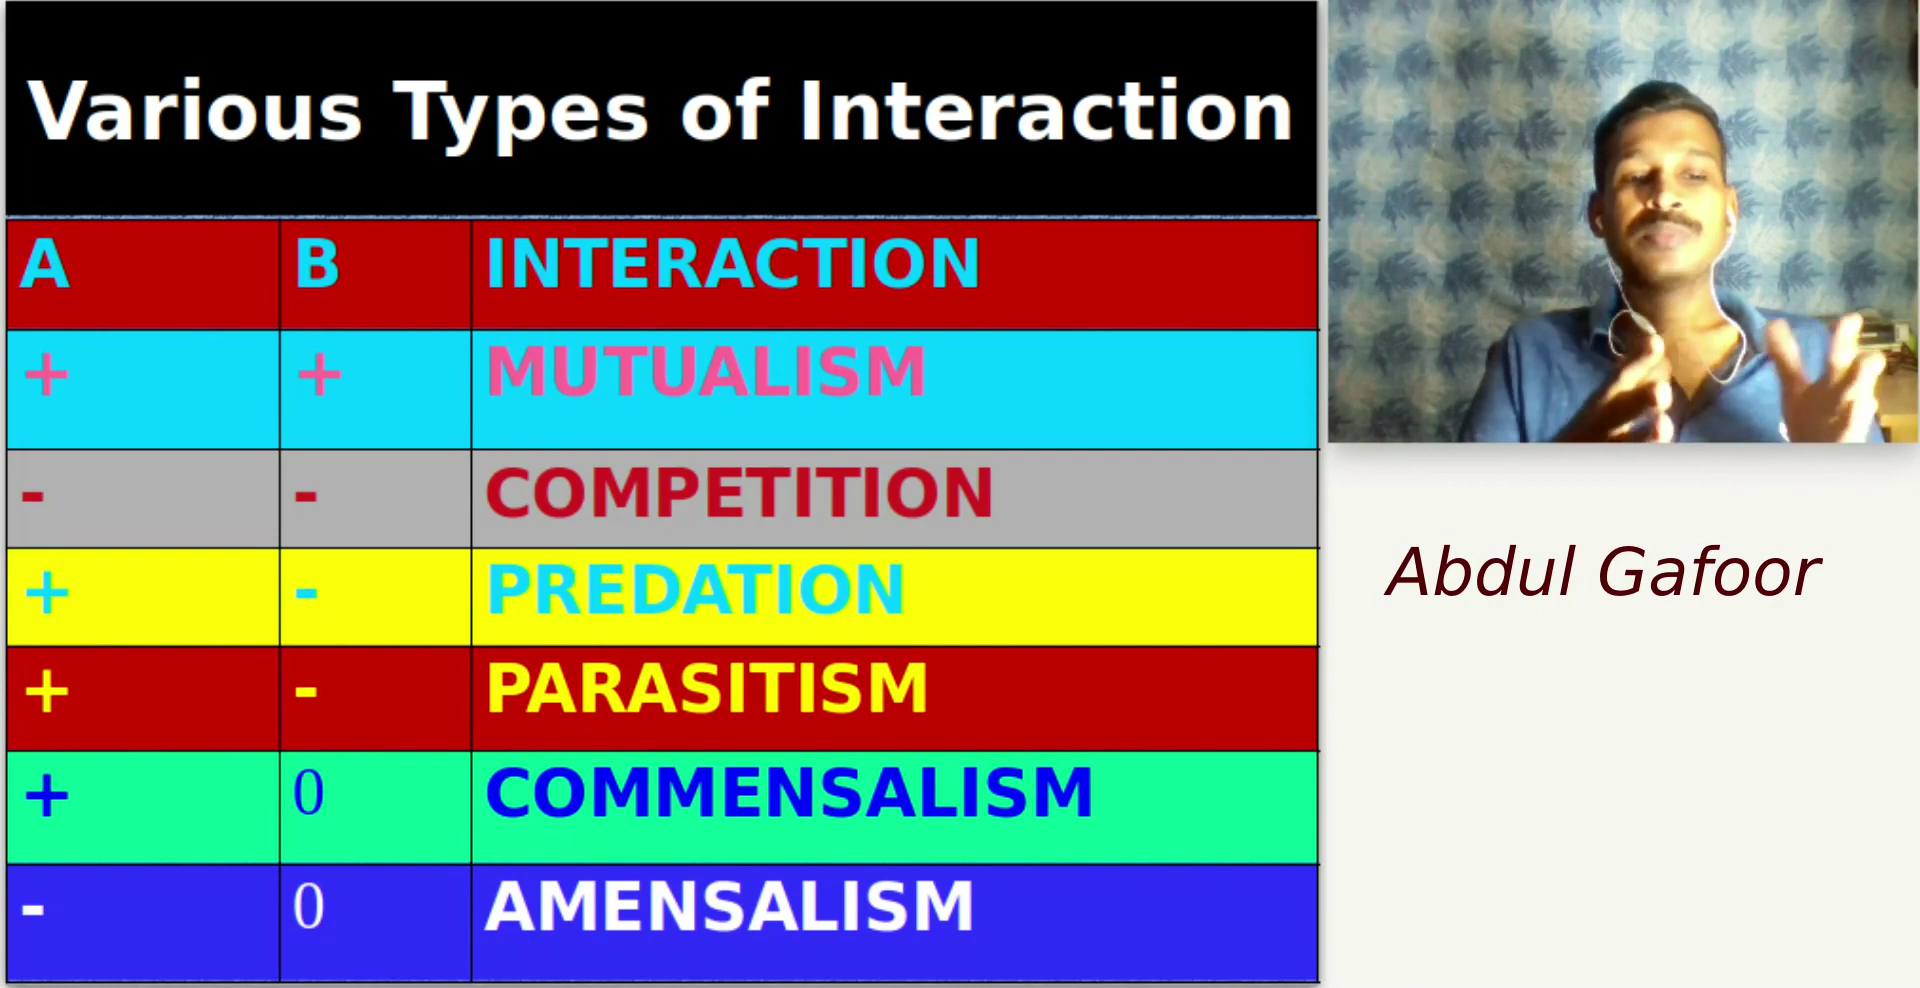 Various Types of Interaction
A B INTERACTION
+ + MUTUALISM
- - COMPETITION
+ - PREDATION
+ - PARASITISM
+ 0 COMMENSALISM
- 0 AMENSALISM
Abdul Gafoor